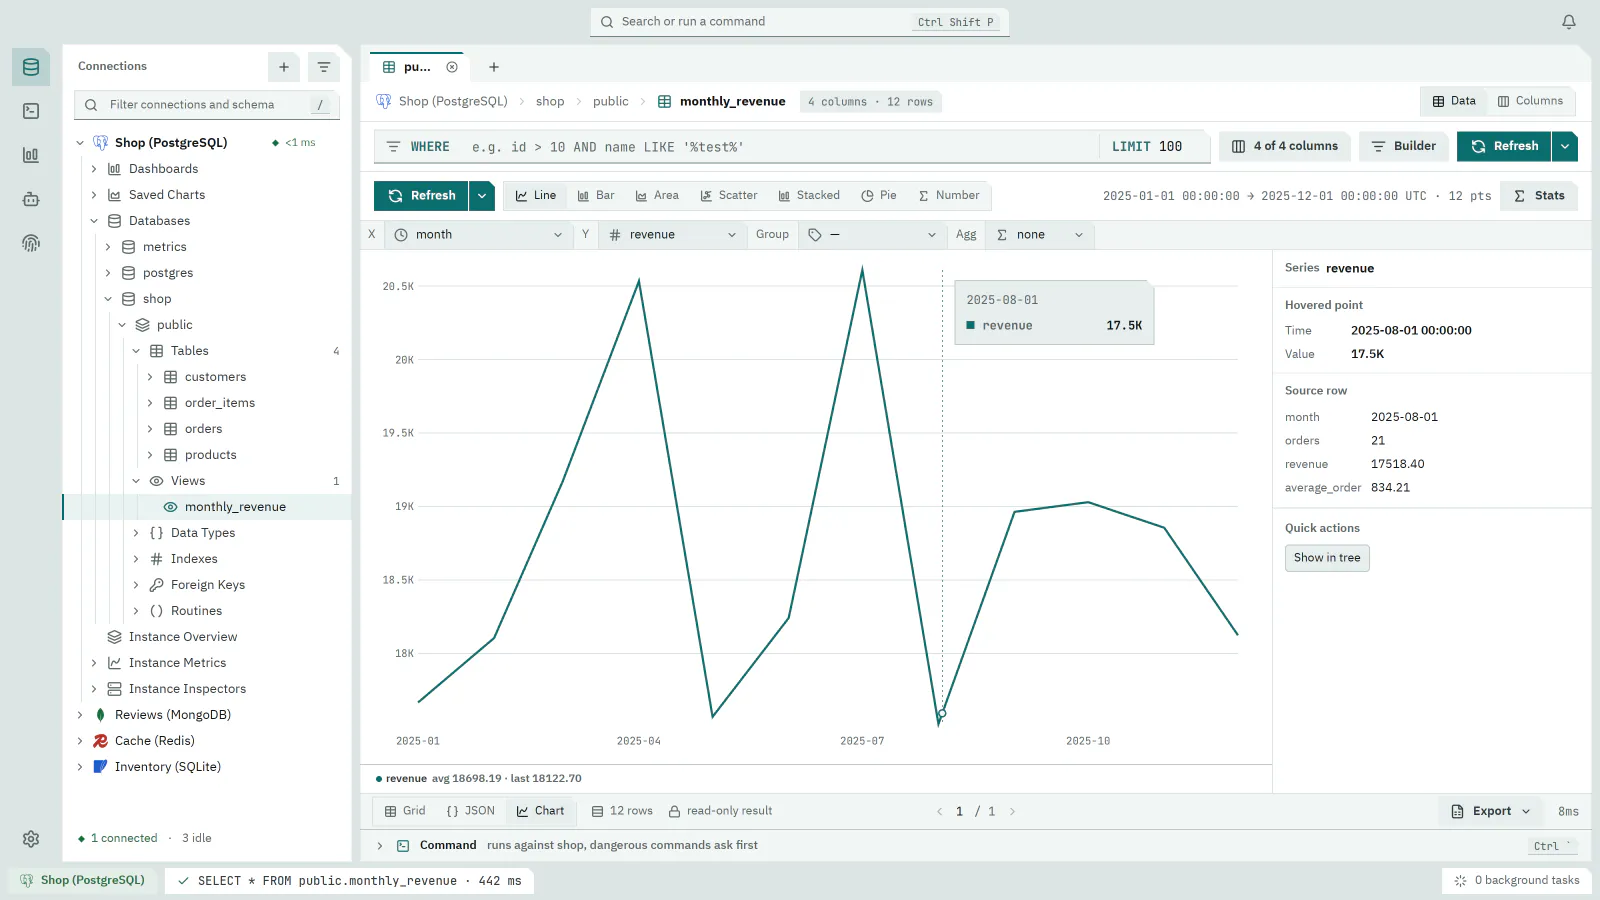 Search or run a command
Ctrl Shift P
Connections
Filter connections and schema /
Shop (PostgreSQL) <1 ms
Dashboards
Saved Charts
Databases
metrics
postgres
shop
public
Tables 4
customers
order_items
orders
products
Views 1
monthly_revenue
{} Data Types
Indexes
Foreign Keys
() Routines
Instance Overview
Instance Metrics
Instance Inspectors
Reviews (MongoDB)
Cache (Redis)
Inventory (SQLite)
1 connected · 3 idle
pu...
Shop (PostgreSQL) shop public monthly_revenue 4 columns · 12 rows
Data Columns
WHERE e.g. id > 10 AND name LIKE '%test%' LIMIT 100
4 of 4 columns Builder Refresh
Refresh Line Bar Area Scatter Stacked Pie Number
2025-01-01 00:00:00 → 2025-12-01 00:00:00 UTC · 12 pts Stats
X month Y # revenue Group — Agg Σ none
20.5K
20K
19.5K
19K
18.5K
18K
2025-01 2025-04 2025-07 2025-10
2025-08-01
revenue 17.5K
revenue avg 18698.19 · last 18122.70
Series revenue
Hovered point
Time 2025-08-01 00:00:00
Value 17.5K
Source row
month 2025-08-01
orders 21
revenue 17518.40
average_order 834.21
Quick actions
Show in tree
Grid {} JSON Chart 12 rows read-only result
1 / 1
Export 8ms
Command runs against shop, dangerous commands ask first
Ctrl `
Shop (PostgreSQL) SELECT * FROM public.monthly_revenue · 442 ms
0 background tasks